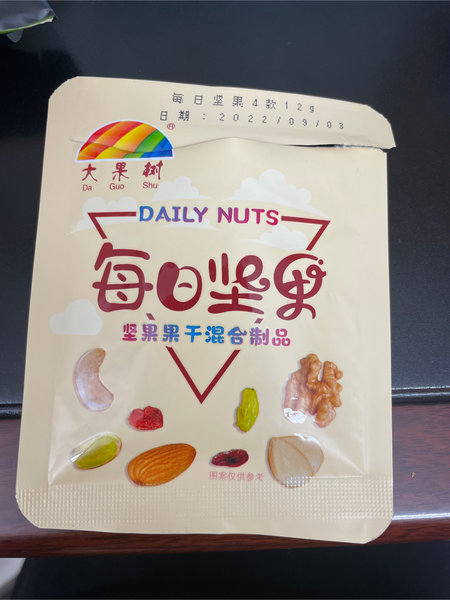 每日坚果4款12g
日期：2022/09/03
®
大果树
Da Guo Shu
DAILY NUTS
每日坚果
坚果果干混合制品
图案仅供参考